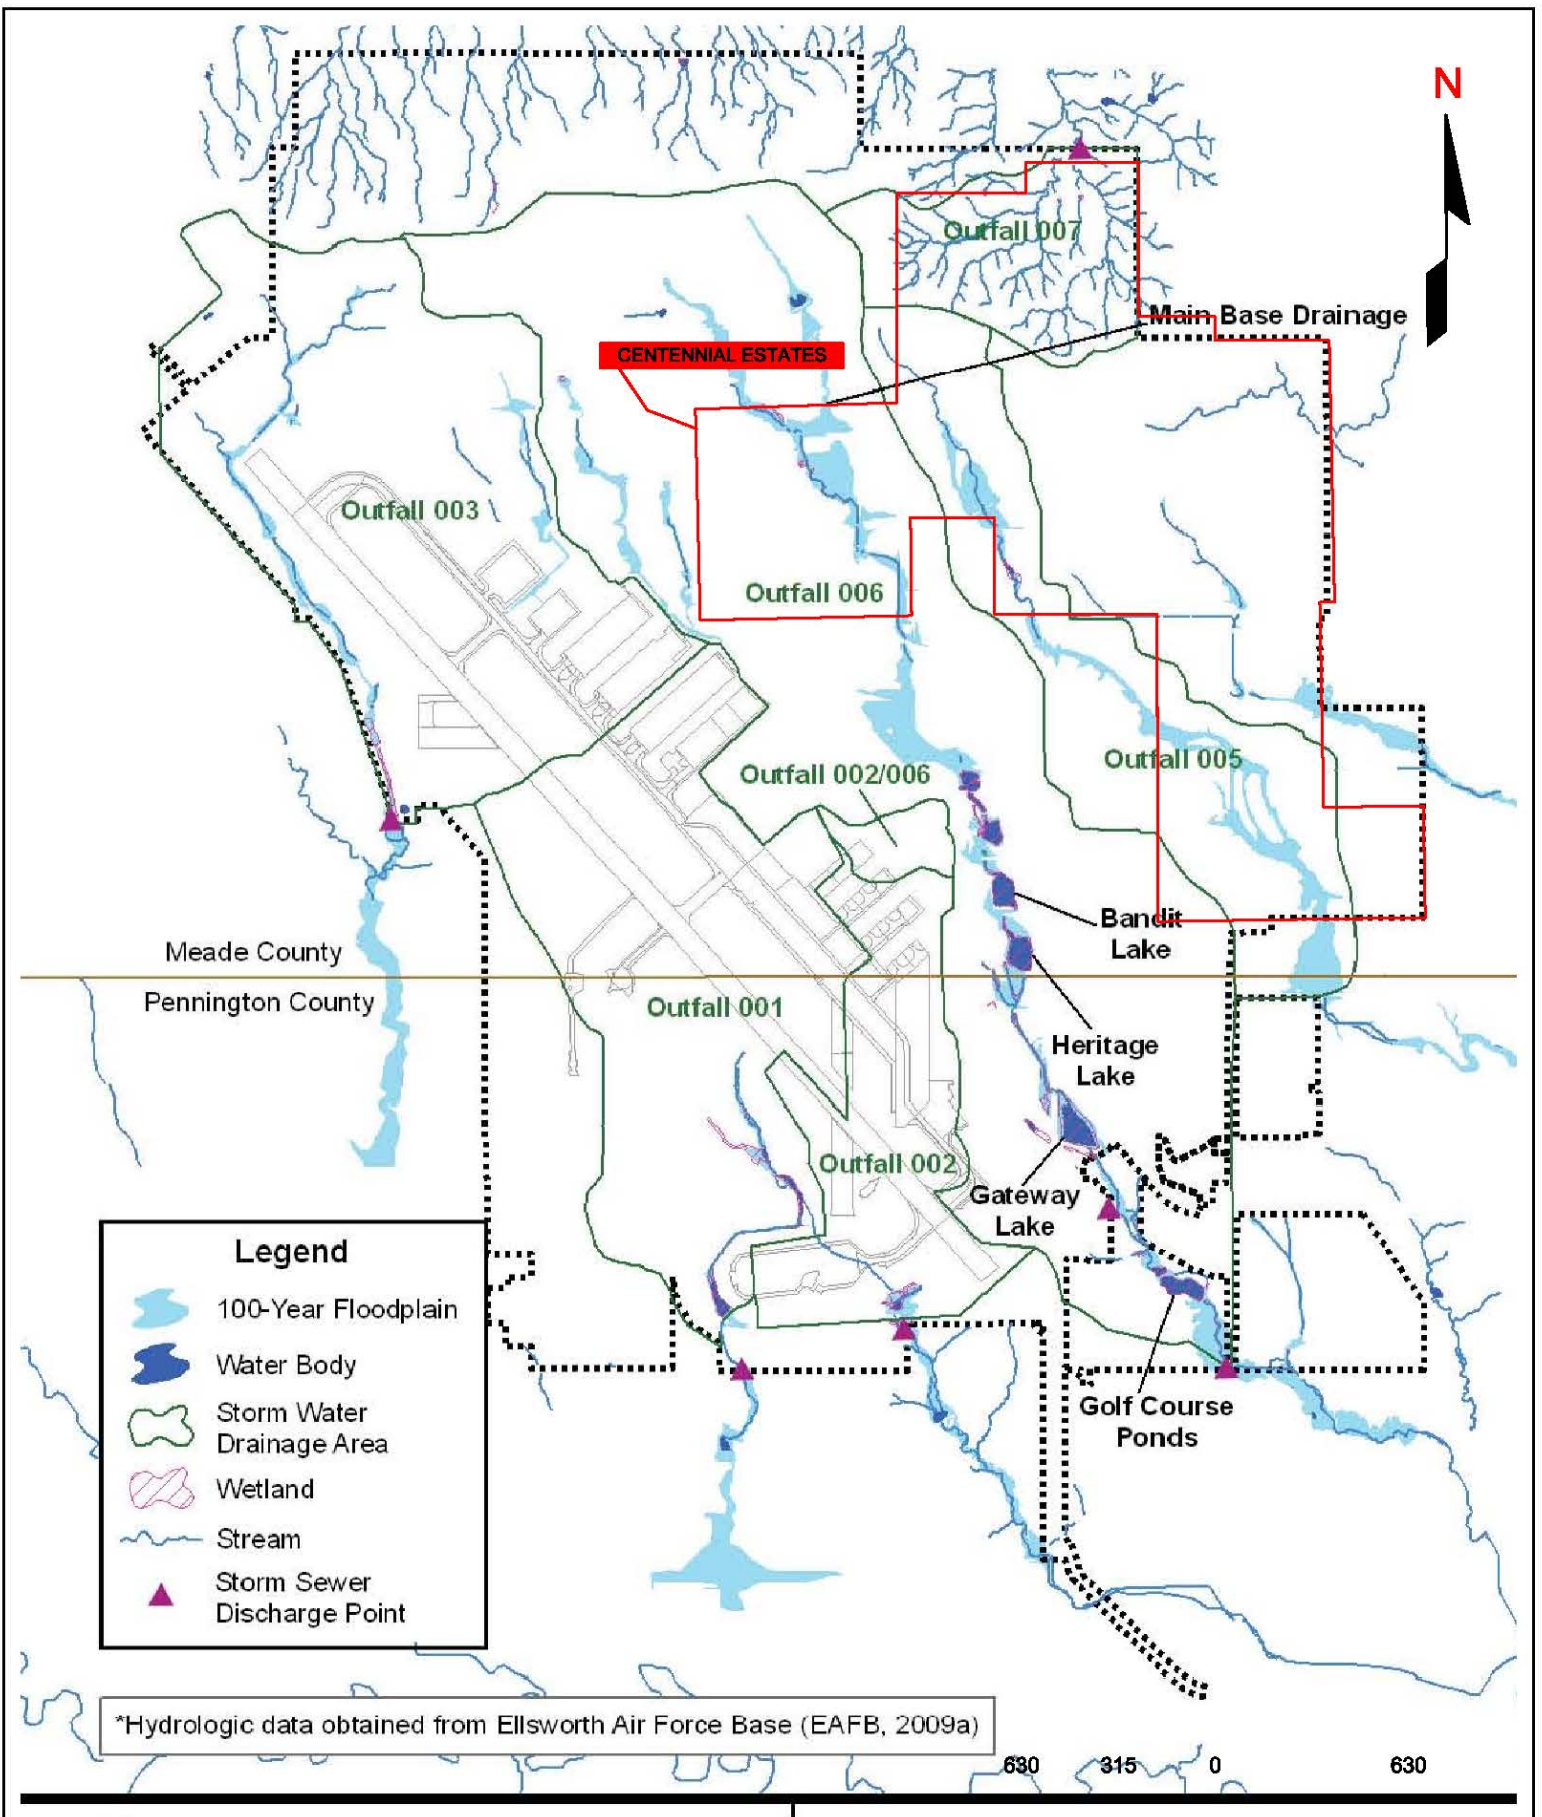 N
Outfall 007
Main Base Drainage
CENTENNIAL ESTATES
Outfall 003
Outfall 006
Outfall 005
Outfall 002/006
Bandit
Lake
Meade County
Pennington County
Outfall 001
Heritage
Lake
Outfall 002
Gateway
Lake
Legend
100-Year Floodplain
Water Body
Storm Water
Drainage Area
Wetland
Stream
Storm Sewer
Discharge Point
Golf Course
Ponds
*Hydrologic data obtained from Ellsworth Air Force Base (EAFB, 2009a)
630 315 0 630